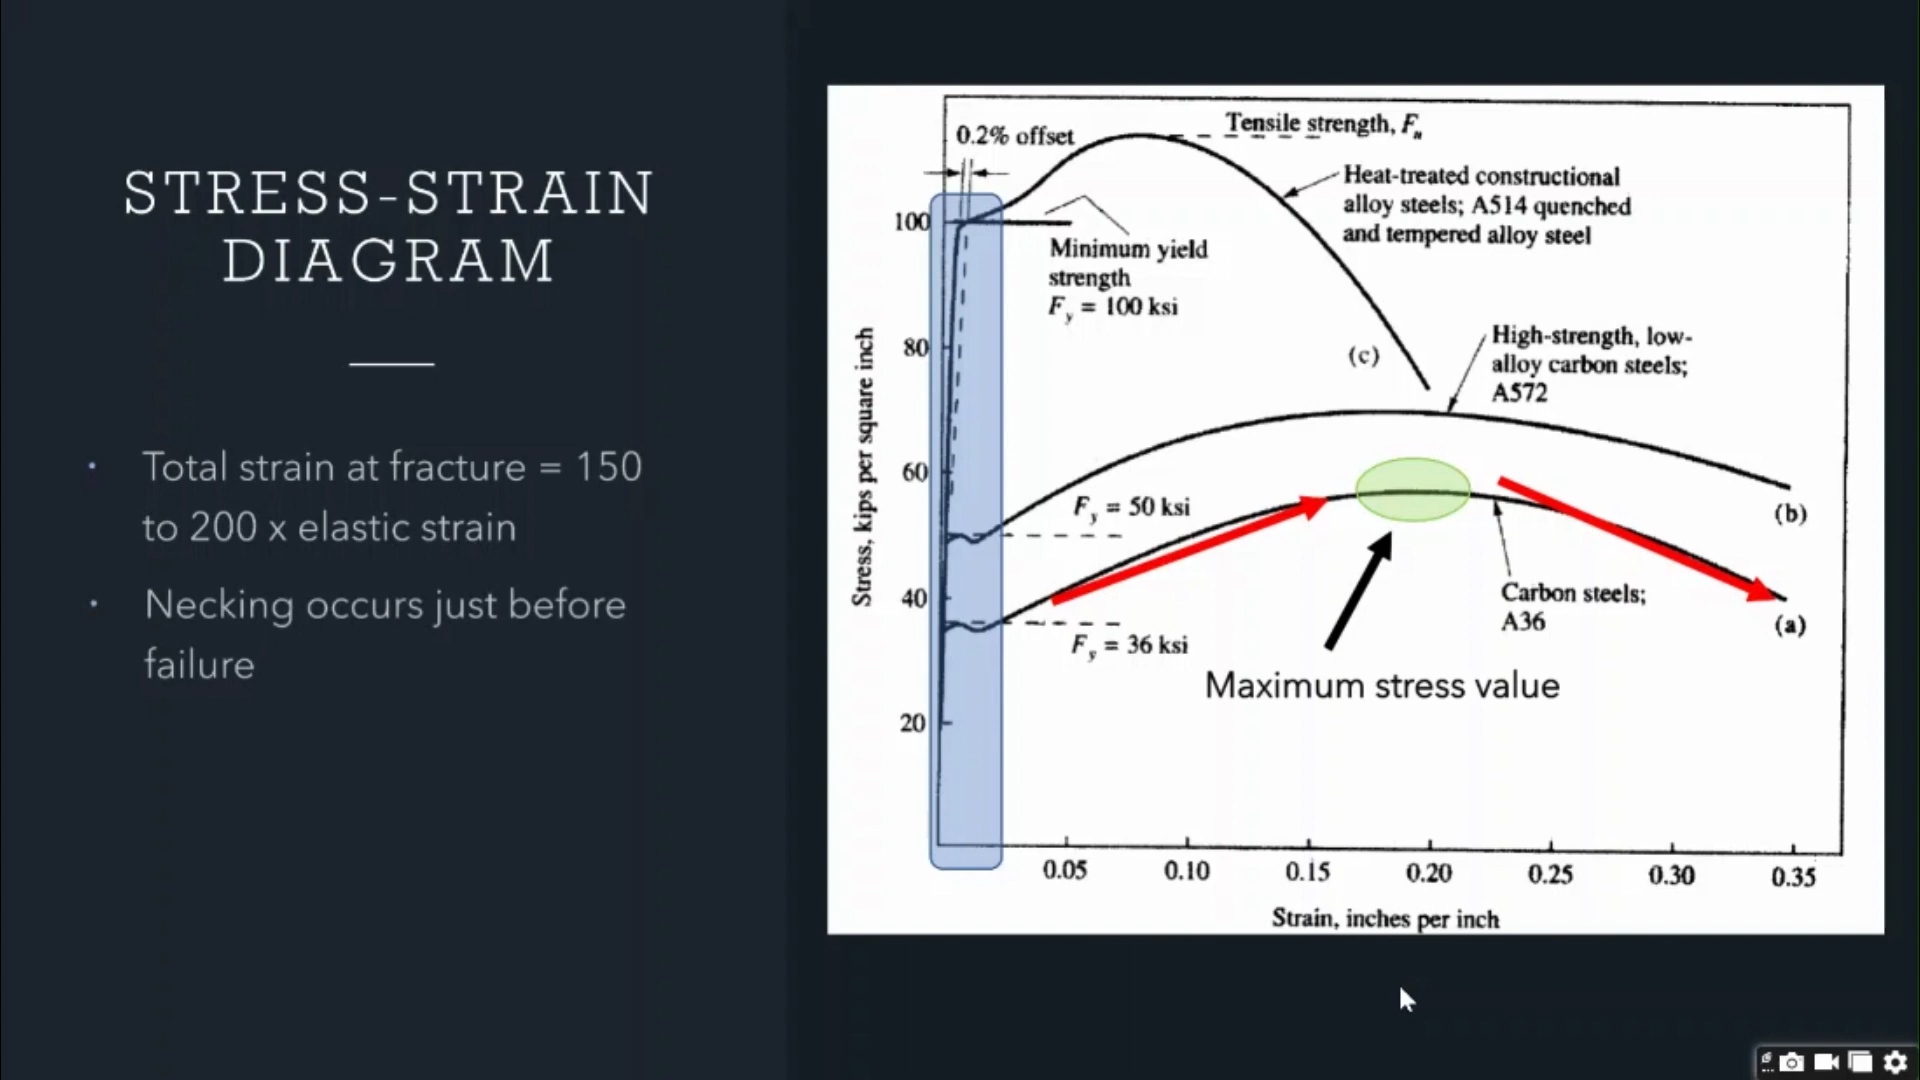 STRESS-STRAIN
DIAGRAM
• Total strain at fracture = 150
to 200 x elastic strain
• Necking occurs just before
failure
0.2% offset
Tensile strength, Fu
Heat-treated constructional
alloy steels; A514 quenched
and tempered alloy steel
Minimum yield
strength
Fy = 100 ksi
(c)
High-strength, low-
alloy carbon steels;
A572
Fy = 50 ksi
(b)
Carbon steels;
A36
(a)
Fy = 36 ksi
Maximum stress value
Stress, kips per square inch
100
80
60
40
20
0.05 0.10 0.15 0.20 0.25 0.30 0.35
Strain, inches per inch